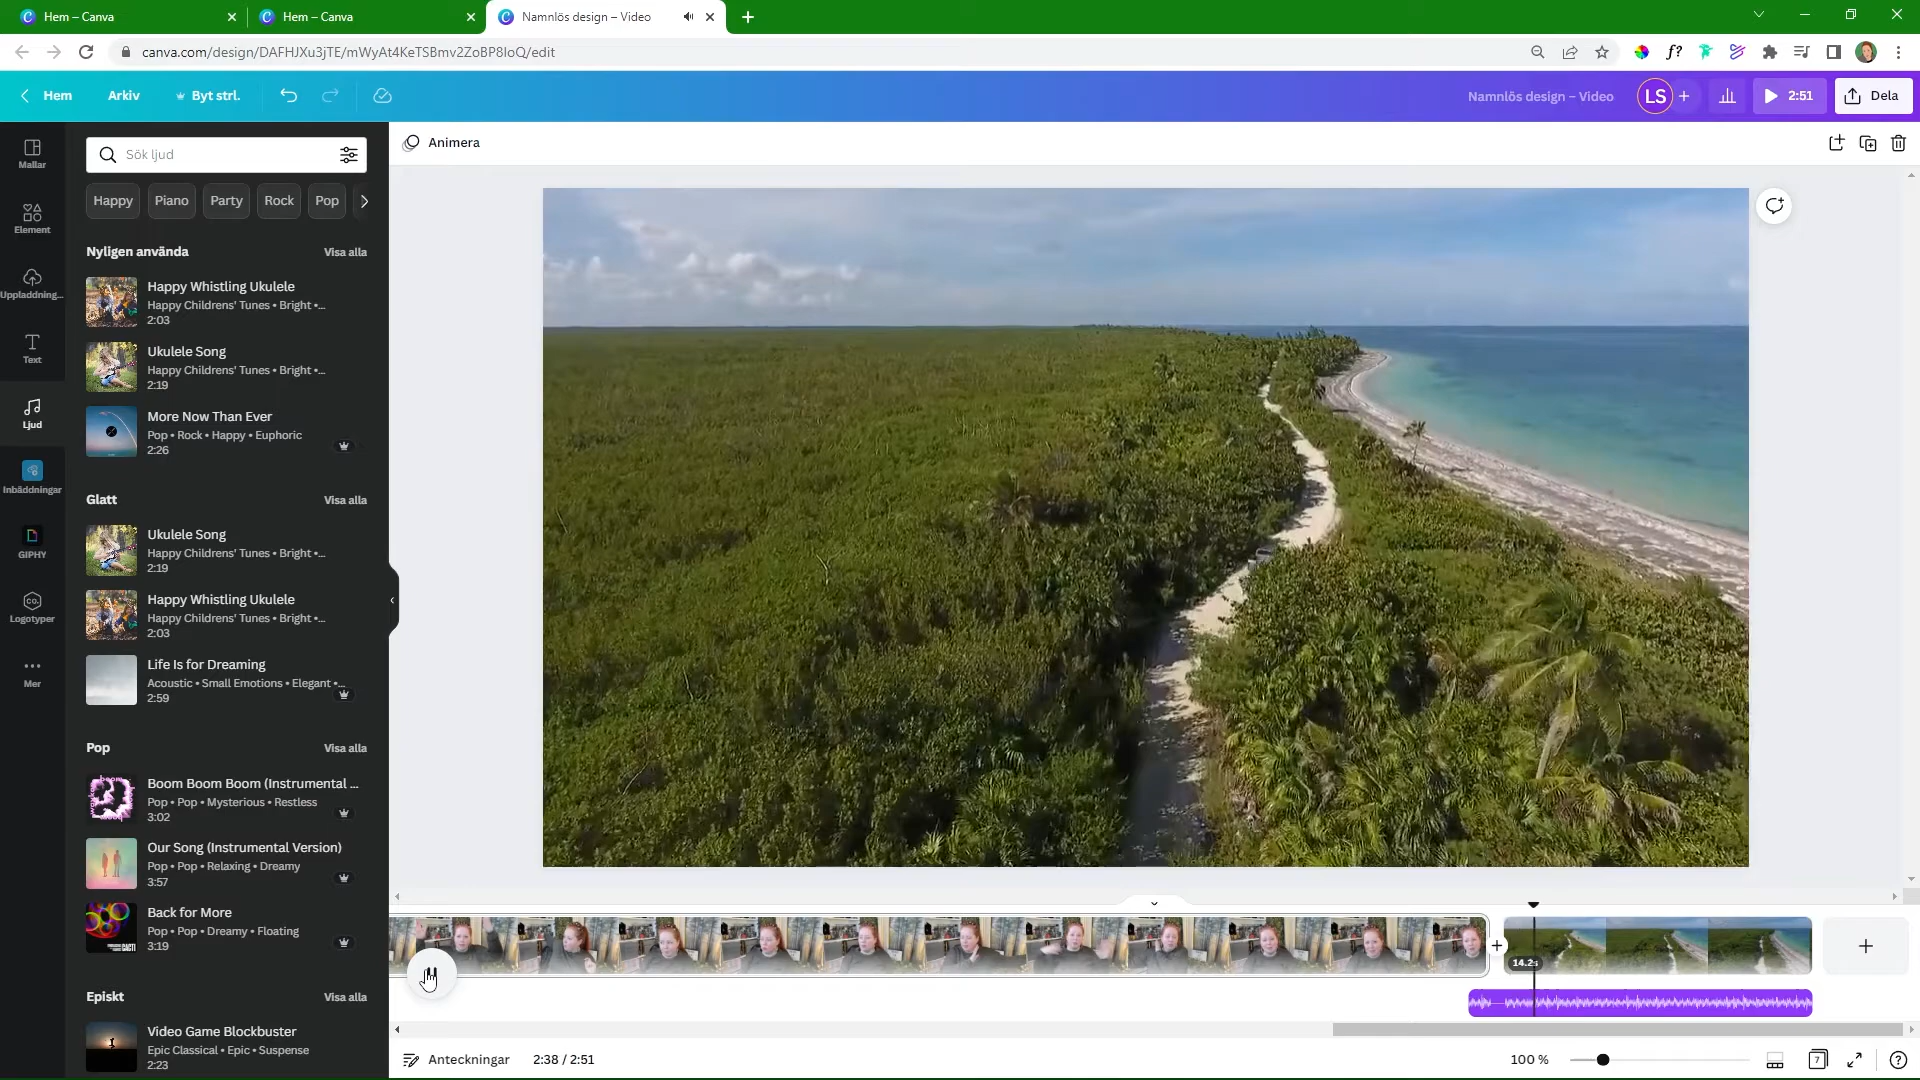 Hem – Canva
Hem – Canva
Namnlös design – Video
canva.com/design/DAFHJXu3jTE/mWyAt4KeTSBmv2ZoBP8IoQ/edit
f?
Hem
Arkiv
Byt strl.
Namnlös design – Video
LS
2:51
Dela
Mallar
Element
Uppladdning...
Text
Ljud
Inbäddningar
GIPHY
CO.
Logotyper
Mer
Sök ljud
Happy
Piano
Party
Rock
Pop
Nyligen använda
Visa alla
Happy Whistling Ukulele
Happy Childrens' Tunes • Bright •...
2:03
Ukulele Song
Happy Childrens' Tunes • Bright •...
2:19
More Now Than Ever
Pop • Rock • Happy • Euphoric
2:26
Glatt
Visa alla
Ukulele Song
Happy Childrens' Tunes • Bright •...
2:19
Happy Whistling Ukulele
Happy Childrens' Tunes • Bright •...
2:03
Life Is for Dreaming
Acoustic • Small Emotions • Elegant •...
2:59
Pop
Visa alla
Boom Boom Boom (Instrumental ...
Pop • Pop • Mysterious • Restless
3:02
Our Song (Instrumental Version)
Pop • Pop • Relaxing • Dreamy
3:57
Back for More
Pop • Pop • Dreamy • Floating
3:19
Episkt
Visa alla
Video Game Blockbuster
Epic Classical • Epic • Suspense
2:23
Animera
14.2s
Anteckningar
2:38 / 2:51
100 %
7